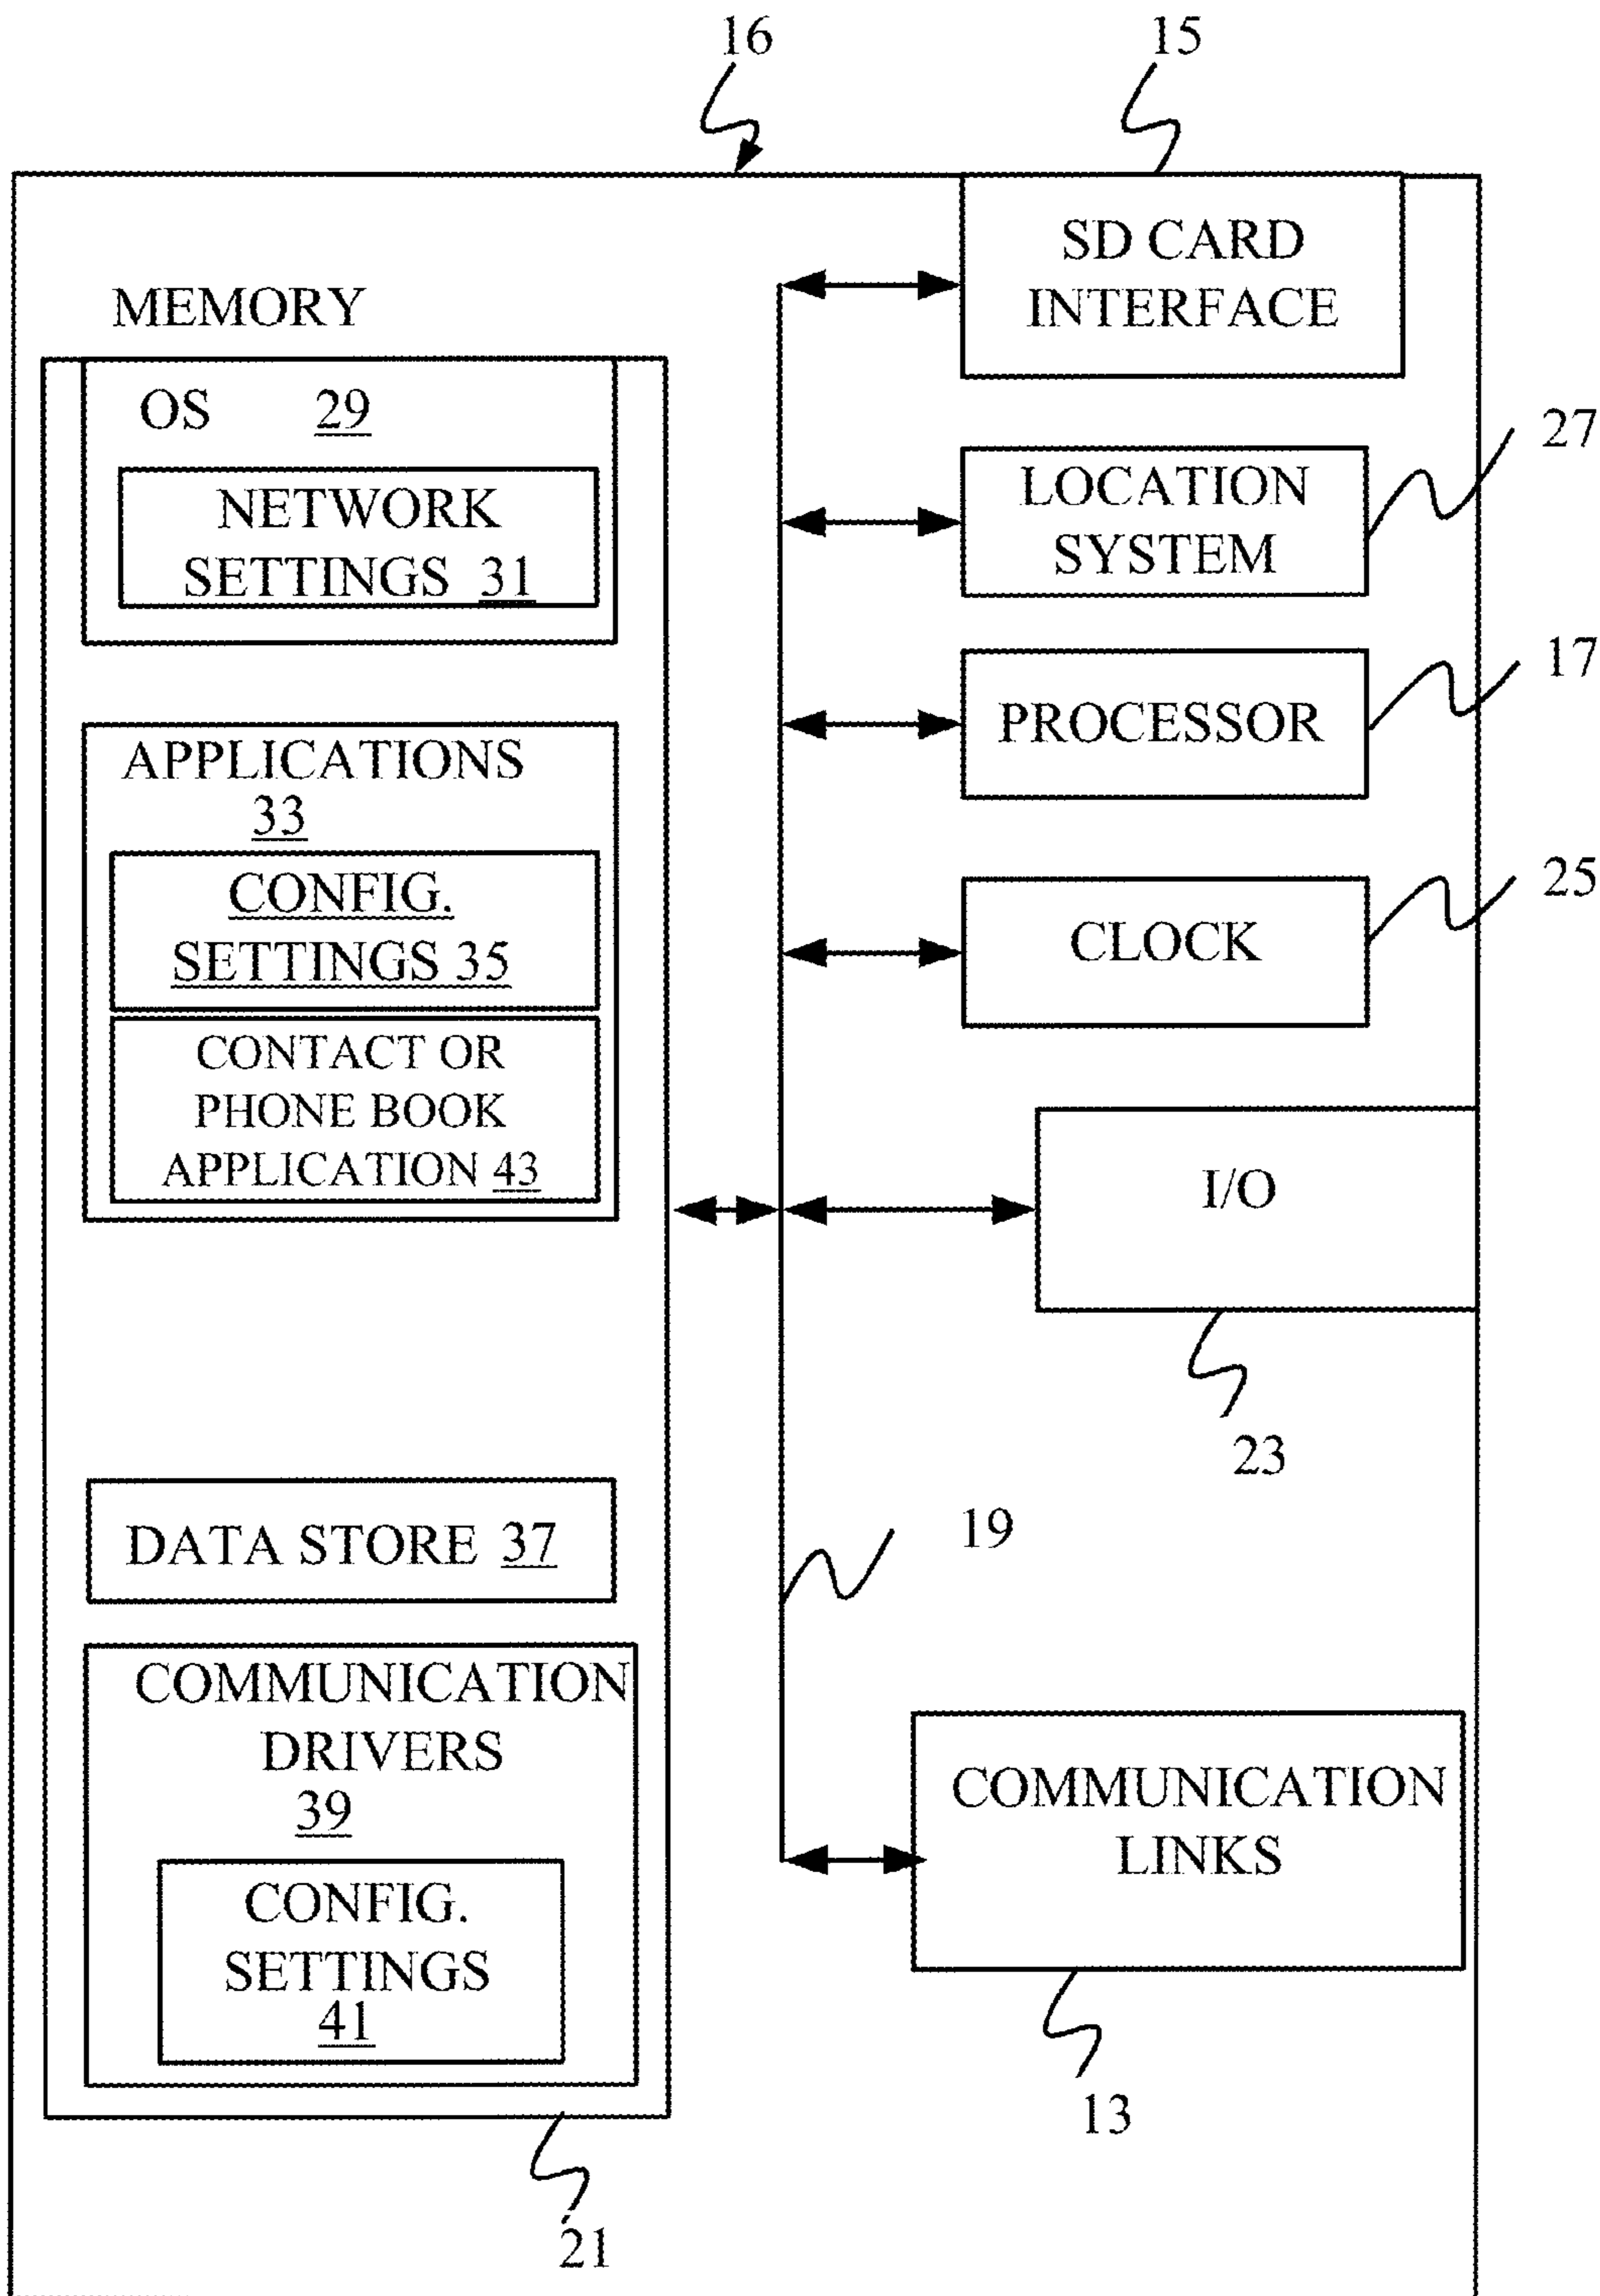 16
15
SD CARD
INTERFACE
MEMORY
OS 29
NETWORK
SETTINGS 31
27
LOCATION
SYSTEM
17
PROCESSOR
APPLICATIONS
33
CONFIG.
SETTINGS 35
25
CLOCK
CONTACT OR
PHONE BOOK
APPLICATION 43
I/O
23
DATA STORE 37
19
COMMUNICATION
DRIVERS
39
CONFIG.
SETTINGS
41
COMMUNICATION
LINKS
13
21